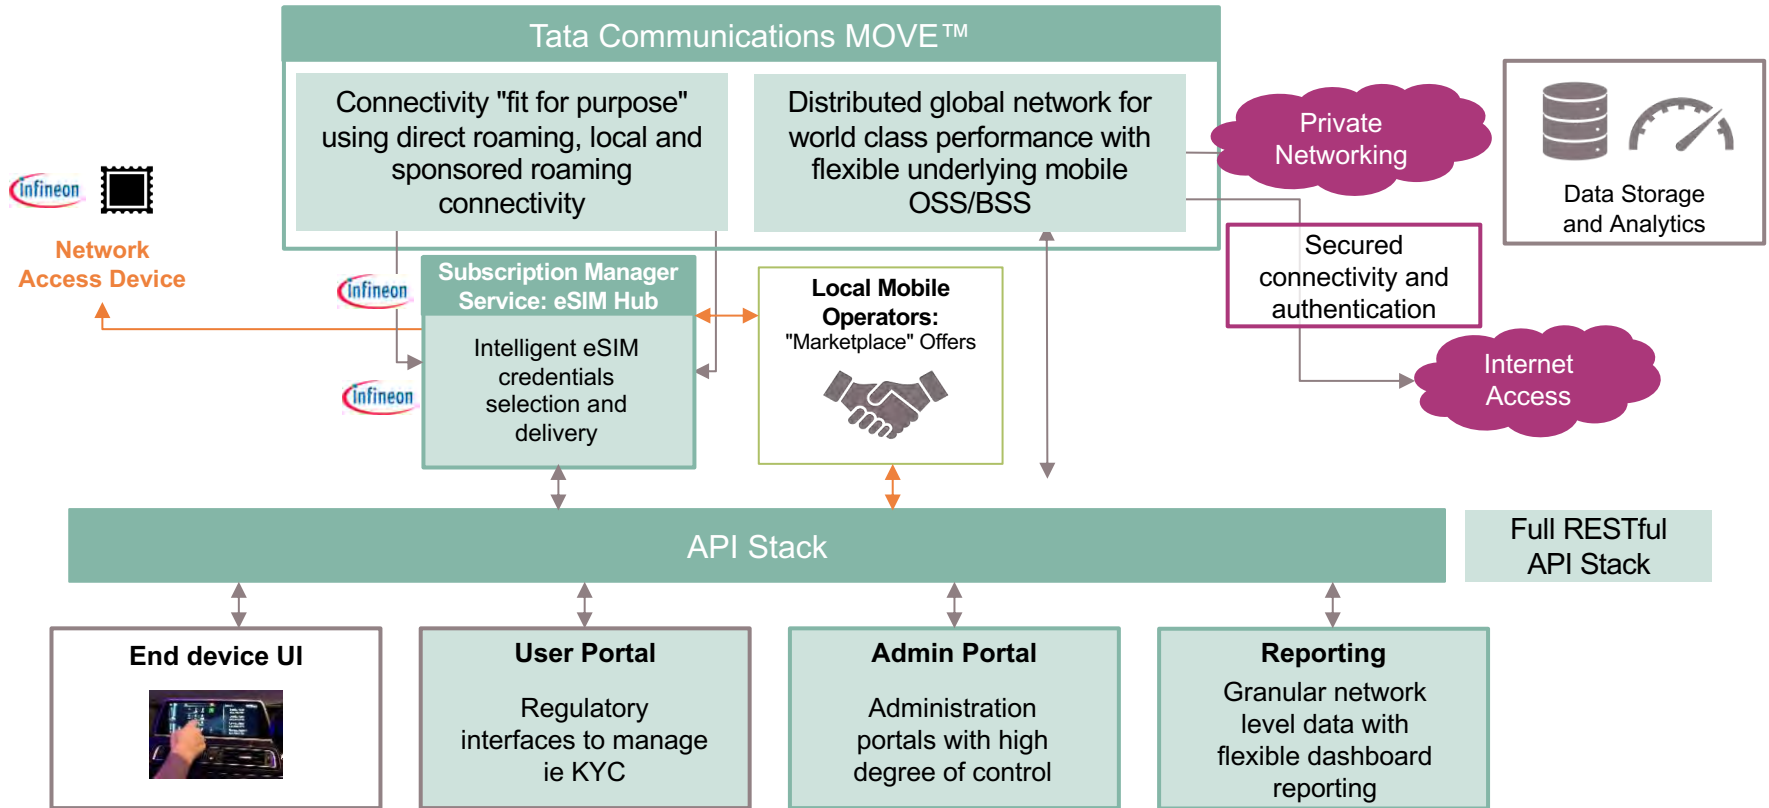 Tata Communications MOVE™
Connectivity "fit for purpose"
using direct roaming, local and
sponsored roaming
connectivity
Distributed global network for
world class performance with
flexible underlying mobile
OSS/BSS
Private
Networking
Data Storage
and Analytics
infineon
Network
Access Device
infineon
Subscription Manager
Service: eSIM Hub
Intelligent eSIM
credentials
selection and
delivery
infineon
Local Mobile
Operators:
"Marketplace" Offers
Secured
connectivity and
authentication
Internet
Access
API Stack
Full RESTful
API Stack
End device UI
User Portal
Regulatory
interfaces to manage
ie KYC
Admin Portal
Administration
portals with high
degree of control
Reporting
Granular network
level data with
flexible dashboard
reporting